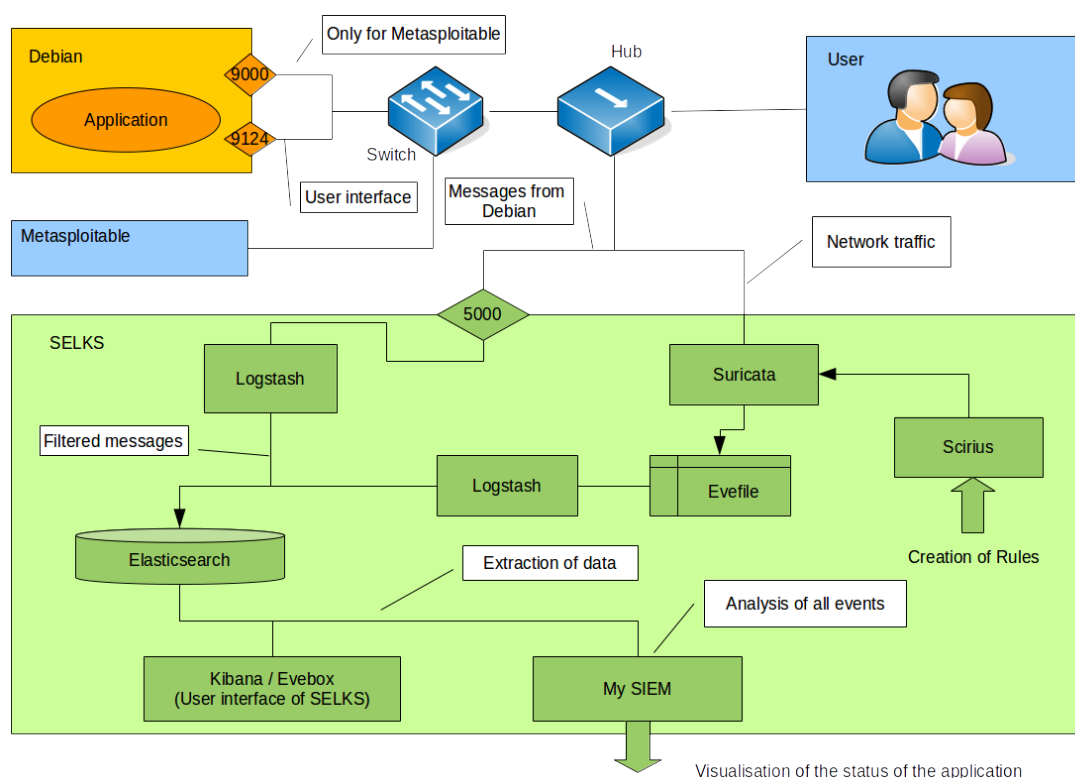 Only for Metasploitable
Hub
Debian
User
9000
Application
9124
Switch
User interface
Messages from
Debian
Metasploitable
Network traffic
5000
SELKS
Logstash
Suricata
Filtered messages
Scirius
Logstash
Evefile
Elasticsearch
Extraction of data
Creation of Rules
Analysis of all events
Kibana / Evebox
(User interface of SELKS)
My SIEM
Visualisation of the status of the application